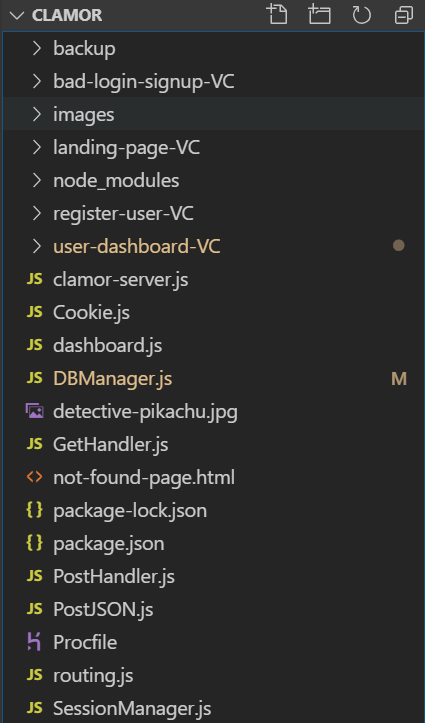 CLAMOR
backup
bad-login-signup-VC
images
landing-page-VC
node_modules
register-user-VC
user-dashboard-VC
JS clamor-server.js
JS Cookie.js
JS dashboard.js
JS DBManager.js M
detective-pikachu.jpg
JS GetHandler.js
<> not-found-page.html
{} package-lock.json
{} package.json
JS PostHandler.js
JS PostJSON.js
Procfile
JS routing.js
JS SessionManager.js